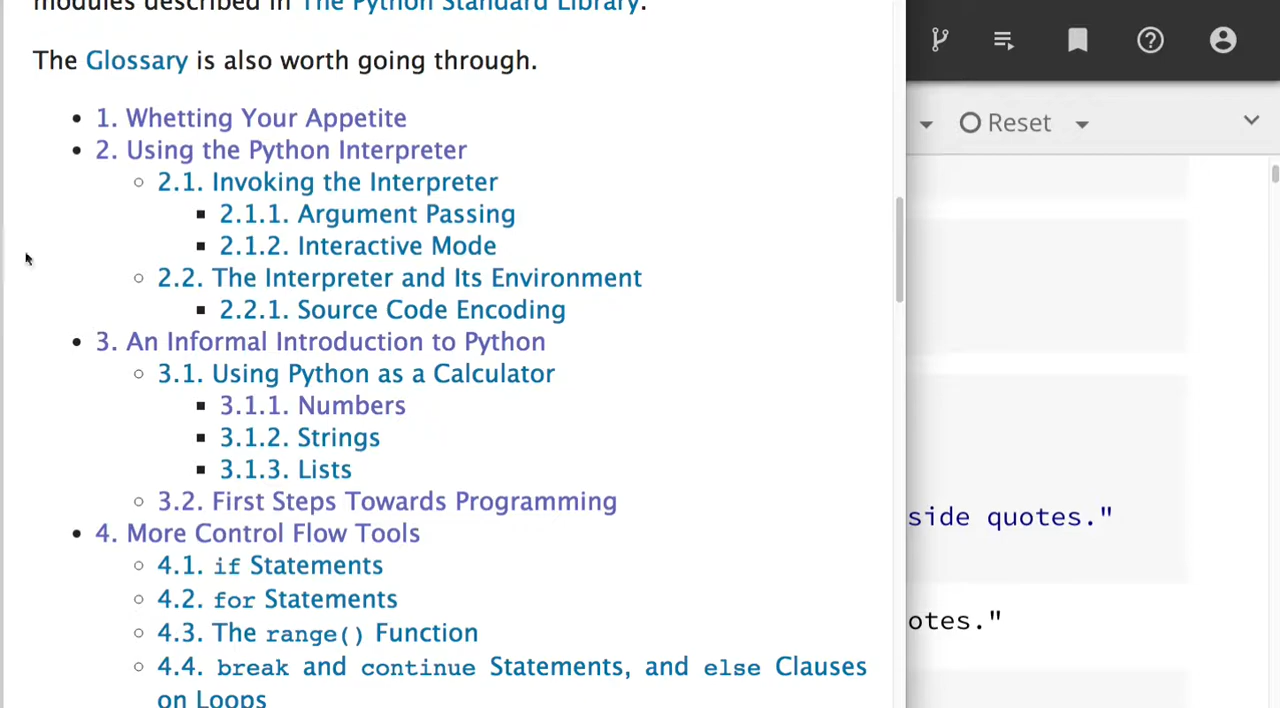 modules described in The Python Standard Library.
The Glossary is also worth going through.
1. Whetting Your Appetite
2. Using the Python Interpreter
2.1. Invoking the Interpreter
2.1.1. Argument Passing
2.1.2. Interactive Mode
2.2. The Interpreter and Its Environment
2.2.1. Source Code Encoding
3. An Informal Introduction to Python
3.1. Using Python as a Calculator
3.1.1. Numbers
3.1.2. Strings
3.1.3. Lists
3.2. First Steps Towards Programming
4. More Control Flow Tools
4.1. if Statements
4.2. for Statements
4.3. The range() Function
4.4. break and continue Statements, and else Clauses
on Loops
Reset
side quotes."
otes."